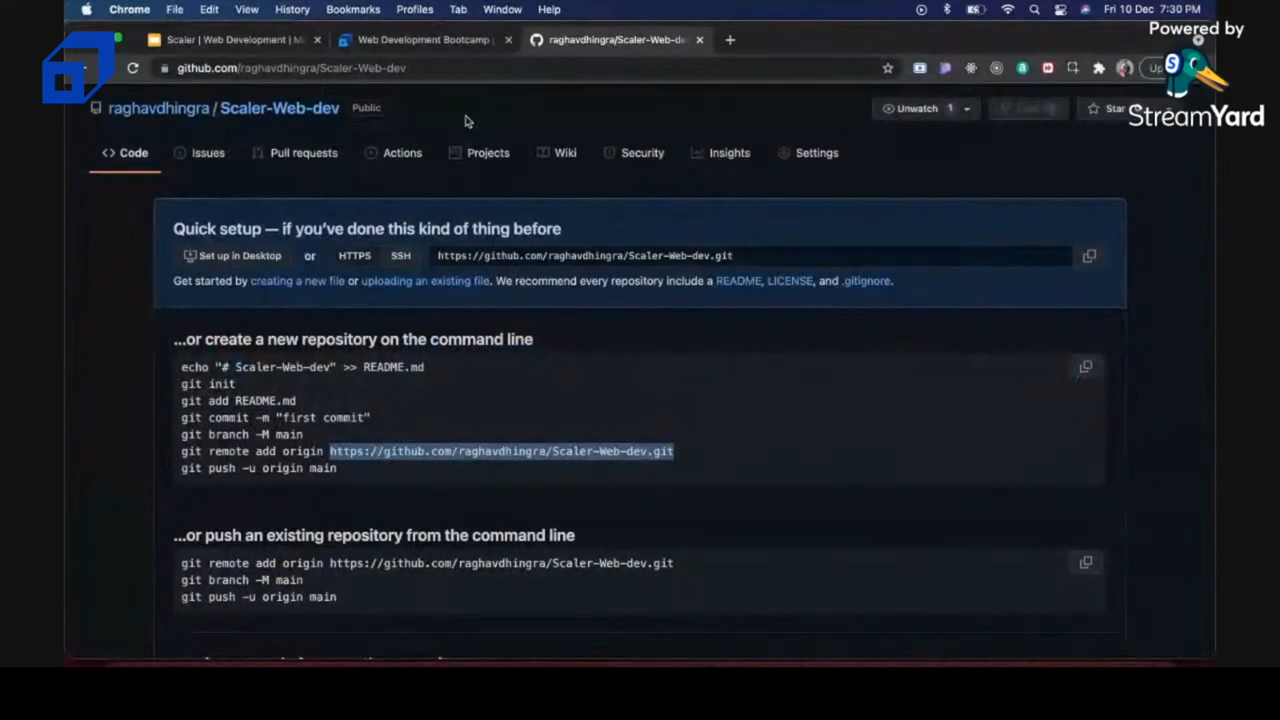 Chrome File Edit View History Bookmarks Profiles Tab Window Help Fri 10 Dec 7:30 PM
Powered by
Scaler | Web Development | M Web Development Bootcamp raghavdhingra/Scaler-Web-de
github.com/raghavdhingra/Scaler-Web-dev Up
StreamYard
raghavdhingra / Scaler-Web-dev Public Unwatch 1 Star
Code Issues Pull requests Actions Projects Wiki Security Insights Settings
Quick setup — if you've done this kind of thing before
Set up in Desktop or HTTPS SSH https://github.com/raghavdhingra/Scaler-Web-dev.git
Get started by creating a new file or uploading an existing file. We recommend every repository include a README, LICENSE, and .gitignore.
...or create a new repository on the command line
echo "# Scaler-Web-dev" >> README.md
git init
git add README.md
git commit -m "first commit"
git branch -M main
git remote add origin https://github.com/raghavdhingra/Scaler-Web-dev.git
git push -u origin main
...or push an existing repository from the command line
git remote add origin https://github.com/raghavdhingra/Scaler-Web-dev.git
git branch -M main
git push -u origin main